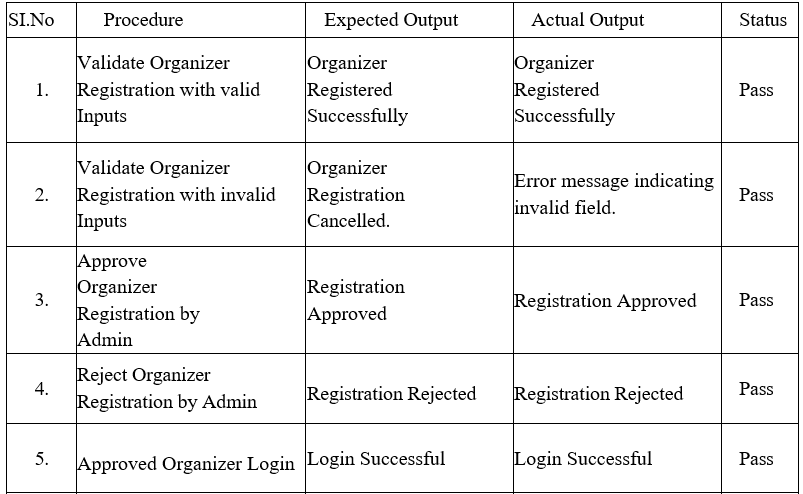 SI.No Procedure Expected Output Actual Output Status
1.
Validate Organizer
Registration with valid
Inputs
Organizer
Registered
Successfully
Organizer
Registered
Successfully
Pass
2.
Validate Organizer
Registration with invalid
Inputs
Organizer
Registration
Cancelled.
Error message indicating
invalid field.
Pass
3.
Approve
Organizer
Registration by
Admin
Registration
Approved
Registration Approved
Pass
4.
Reject Organizer
Registration by Admin
Registration Rejected
Registration Rejected
Pass
5.
Approved Organizer Login
Login Successful
Login Successful
Pass